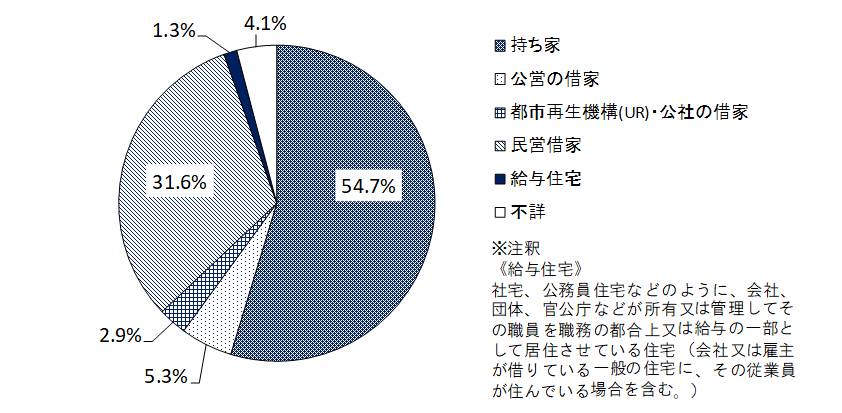 1.3%
4.1%
31.6%
54.7%
2.9%
5.3%
持ち家
公営の借家
都市再生機構(UR)・公社の借家
民営借家
給与住宅
不詳
※注釈
《給与住宅》
社宅、公務員住宅などのように、会社、
団体、官公庁などが所有又は管理してそ
の職員を職務の都合上又は給与の一部と
して居住させている住宅（会社又は雇主
が借りている一般の住宅に、その従業員
が住んでいる場合を含む。）